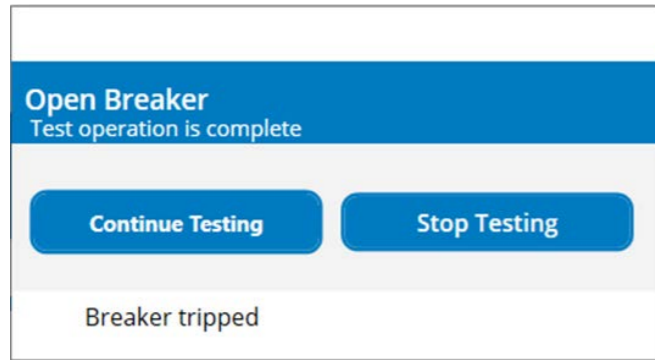 Open Breaker
Test operation is complete
Continue Testing Stop Testing
Breaker tripped